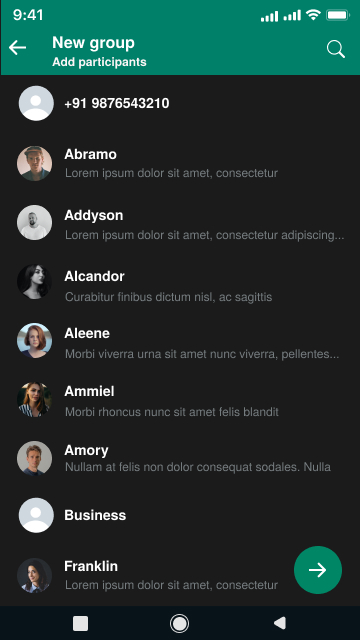 9:41
New group
Add participants
+91 9876543210
Abramo
Lorem ipsum dolor sit amet, consectetur
Addyson
Lorem ipsum dolor sit amet, consectetur adipiscing...
Alcandor
Curabitur finibus dictum nisl, ac sagittis
Aleene
Morbi viverra urna sit amet nunc viverra, pellentes...
Ammiel
Morbi rhoncus nunc sit amet felis blandit
Amory
Nullam at felis non dolor consequat sodales. Nulla
Business
Franklin
Lorem ipsum dolor sit amet, consectetur